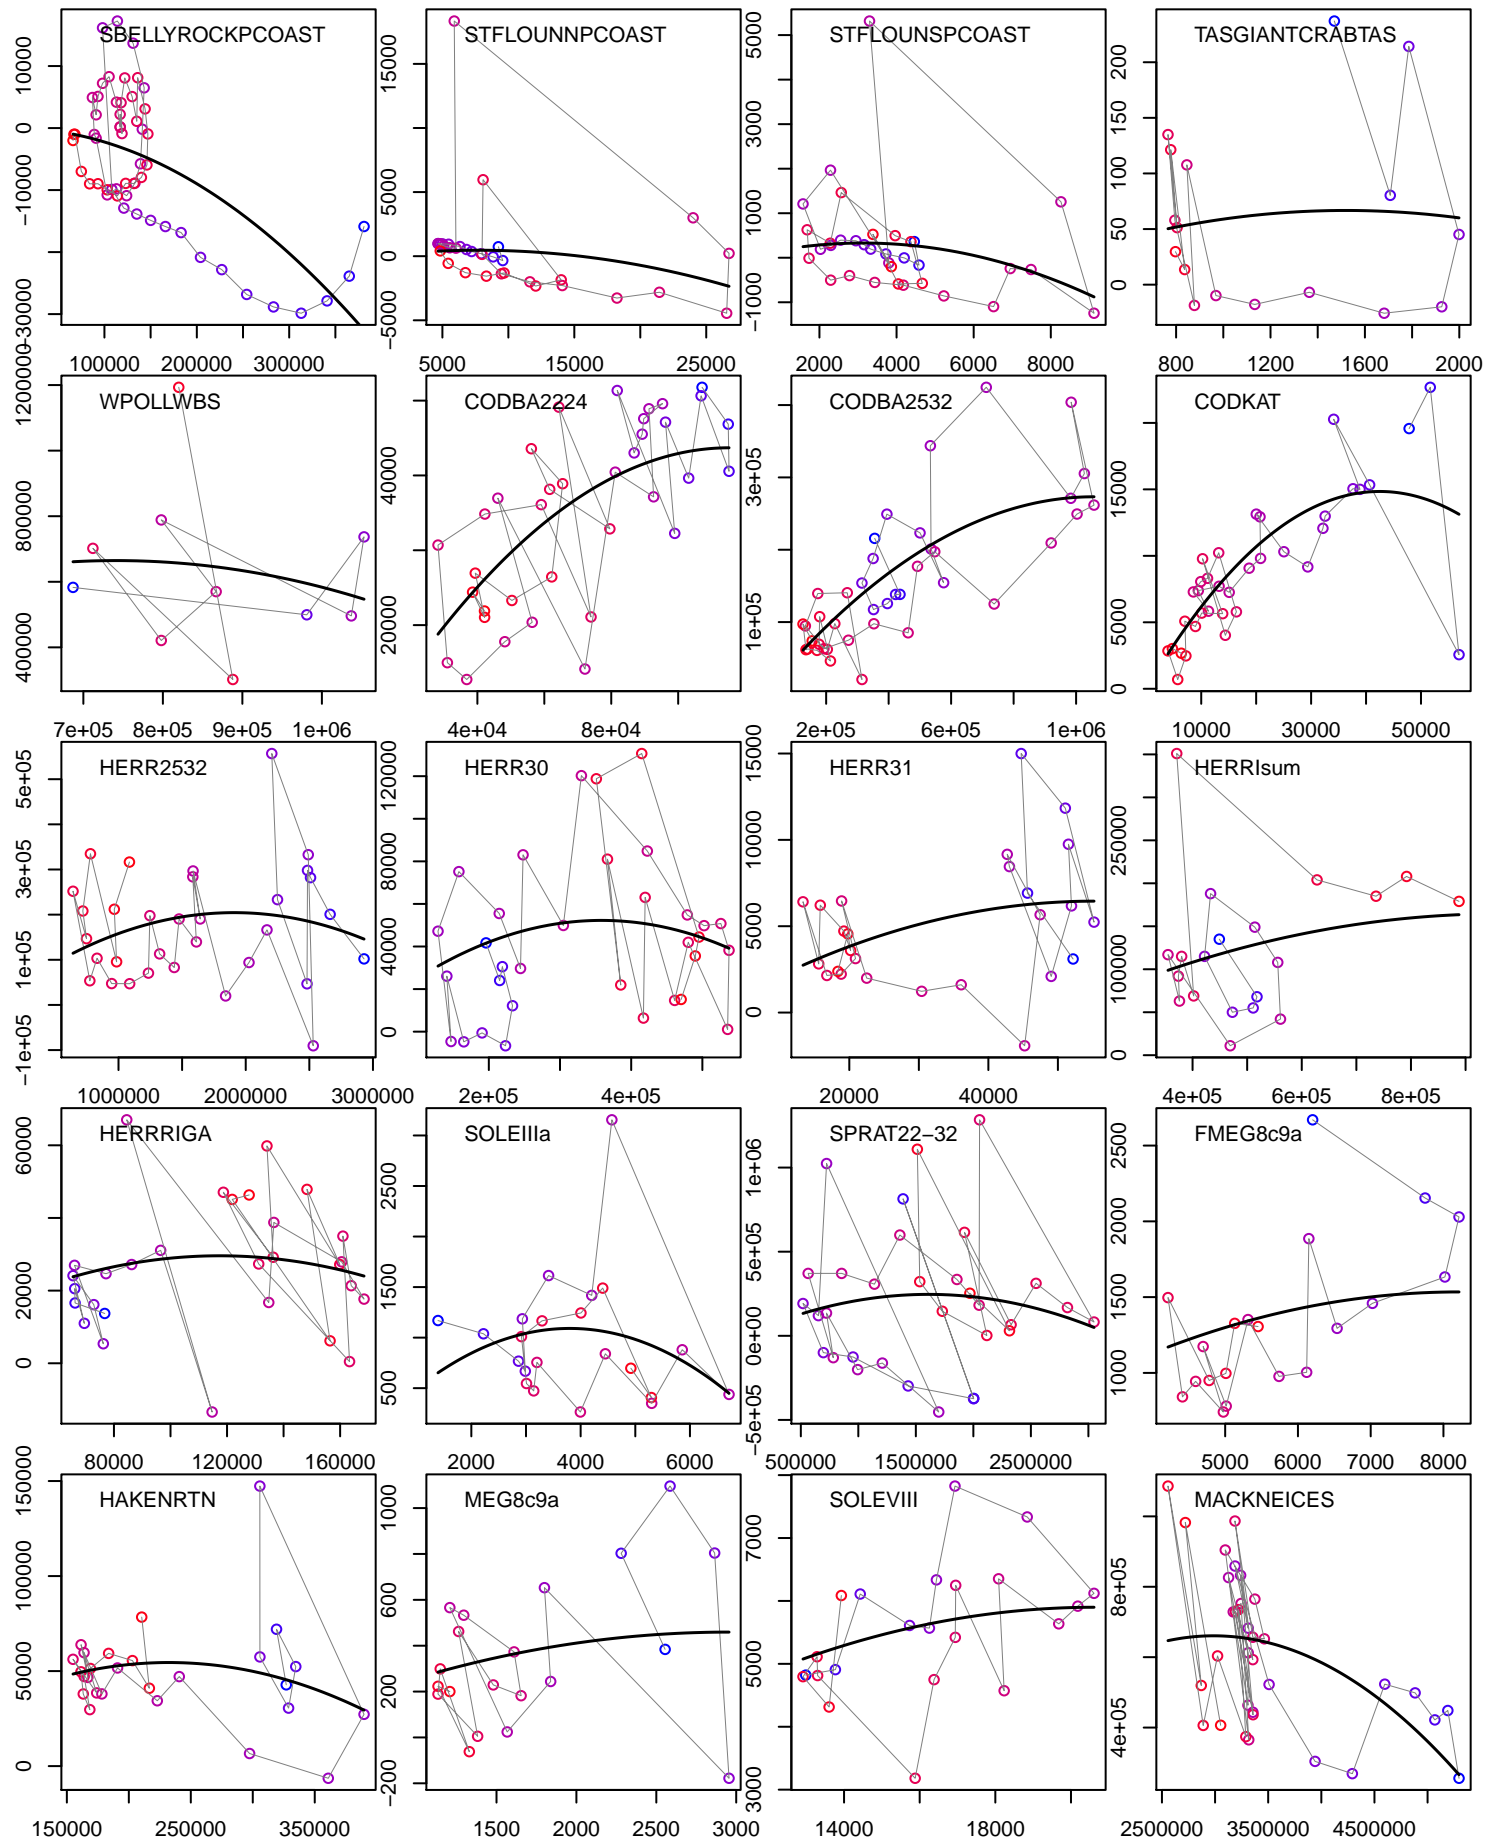 SBELLYROCKPCOAST
−30000 −10000 0 10000
100000 200000 300000
STFLOUNNPCOAST
−5000 0 5000 15000
5000 15000 25000
STFLOUNSPCOAST
−1000 1000 3000 5000
2000 4000 6000 8000
TASGIANTCRABTAS
0 50 100 150 200
800 1200 1600 2000
WPOLLWBS
400000 800000 1200000
7e+05 8e+05 9e+05 1e+06
CODBA2224
20000 40000
4e+04 8e+04
CODBA2532
1e+05 3e+05
2e+05 6e+05 1e+06
CODKAT
0 5000 15000
10000 30000 50000
HERR2532
−1e+05 1e+05 3e+05 5e+05
1000000 2000000 3000000
HERR30
0 40000 80000 120000
2e+05 4e+05
HERR31
0 5000 10000 15000
20000 40000
HERRIsum
0 100000 250000
4e+05 6e+05 8e+05
HERRRIGA
0 20000 60000
80000 120000 160000
SOLEIIIa
500 1500 2500
2000 4000 6000
SPRAT22−32
−5e+05 0e+00 5e+05 1e+06
5000000 15000000 25000000
FMEG8c9a
1000 1500 2000 2500
5000 6000 7000 8000
HAKENRTN
0 50000 100000 150000
150000 250000 350000
MEG8c9a
−200 200 600 1000
1500 2000 2500 3000
SOLEVIII
3000 5000 7000
14000 18000
MACKNEICES
4e+05 8e+05
2500000 3500000 4500000